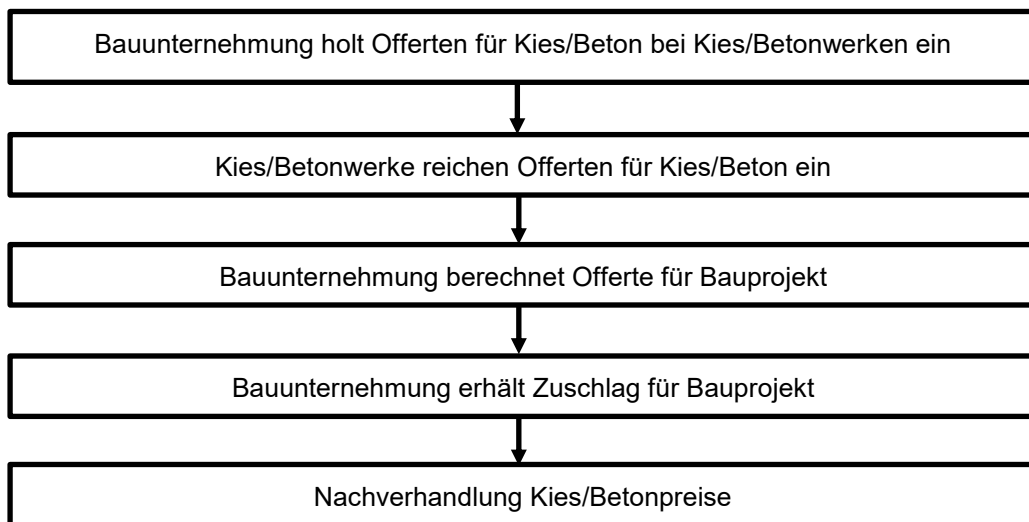 Bauunternehmung holt Offerten für Kies/Beton bei Kies/Betonwerken ein
Kies/Betonwerke reichen Offerten für Kies/Beton ein
Bauunternehmung berechnet Offerte für Bauprojekt
Bauunternehmung erhält Zuschlag für Bauprojekt
Nachverhandlung Kies/Betonpreise